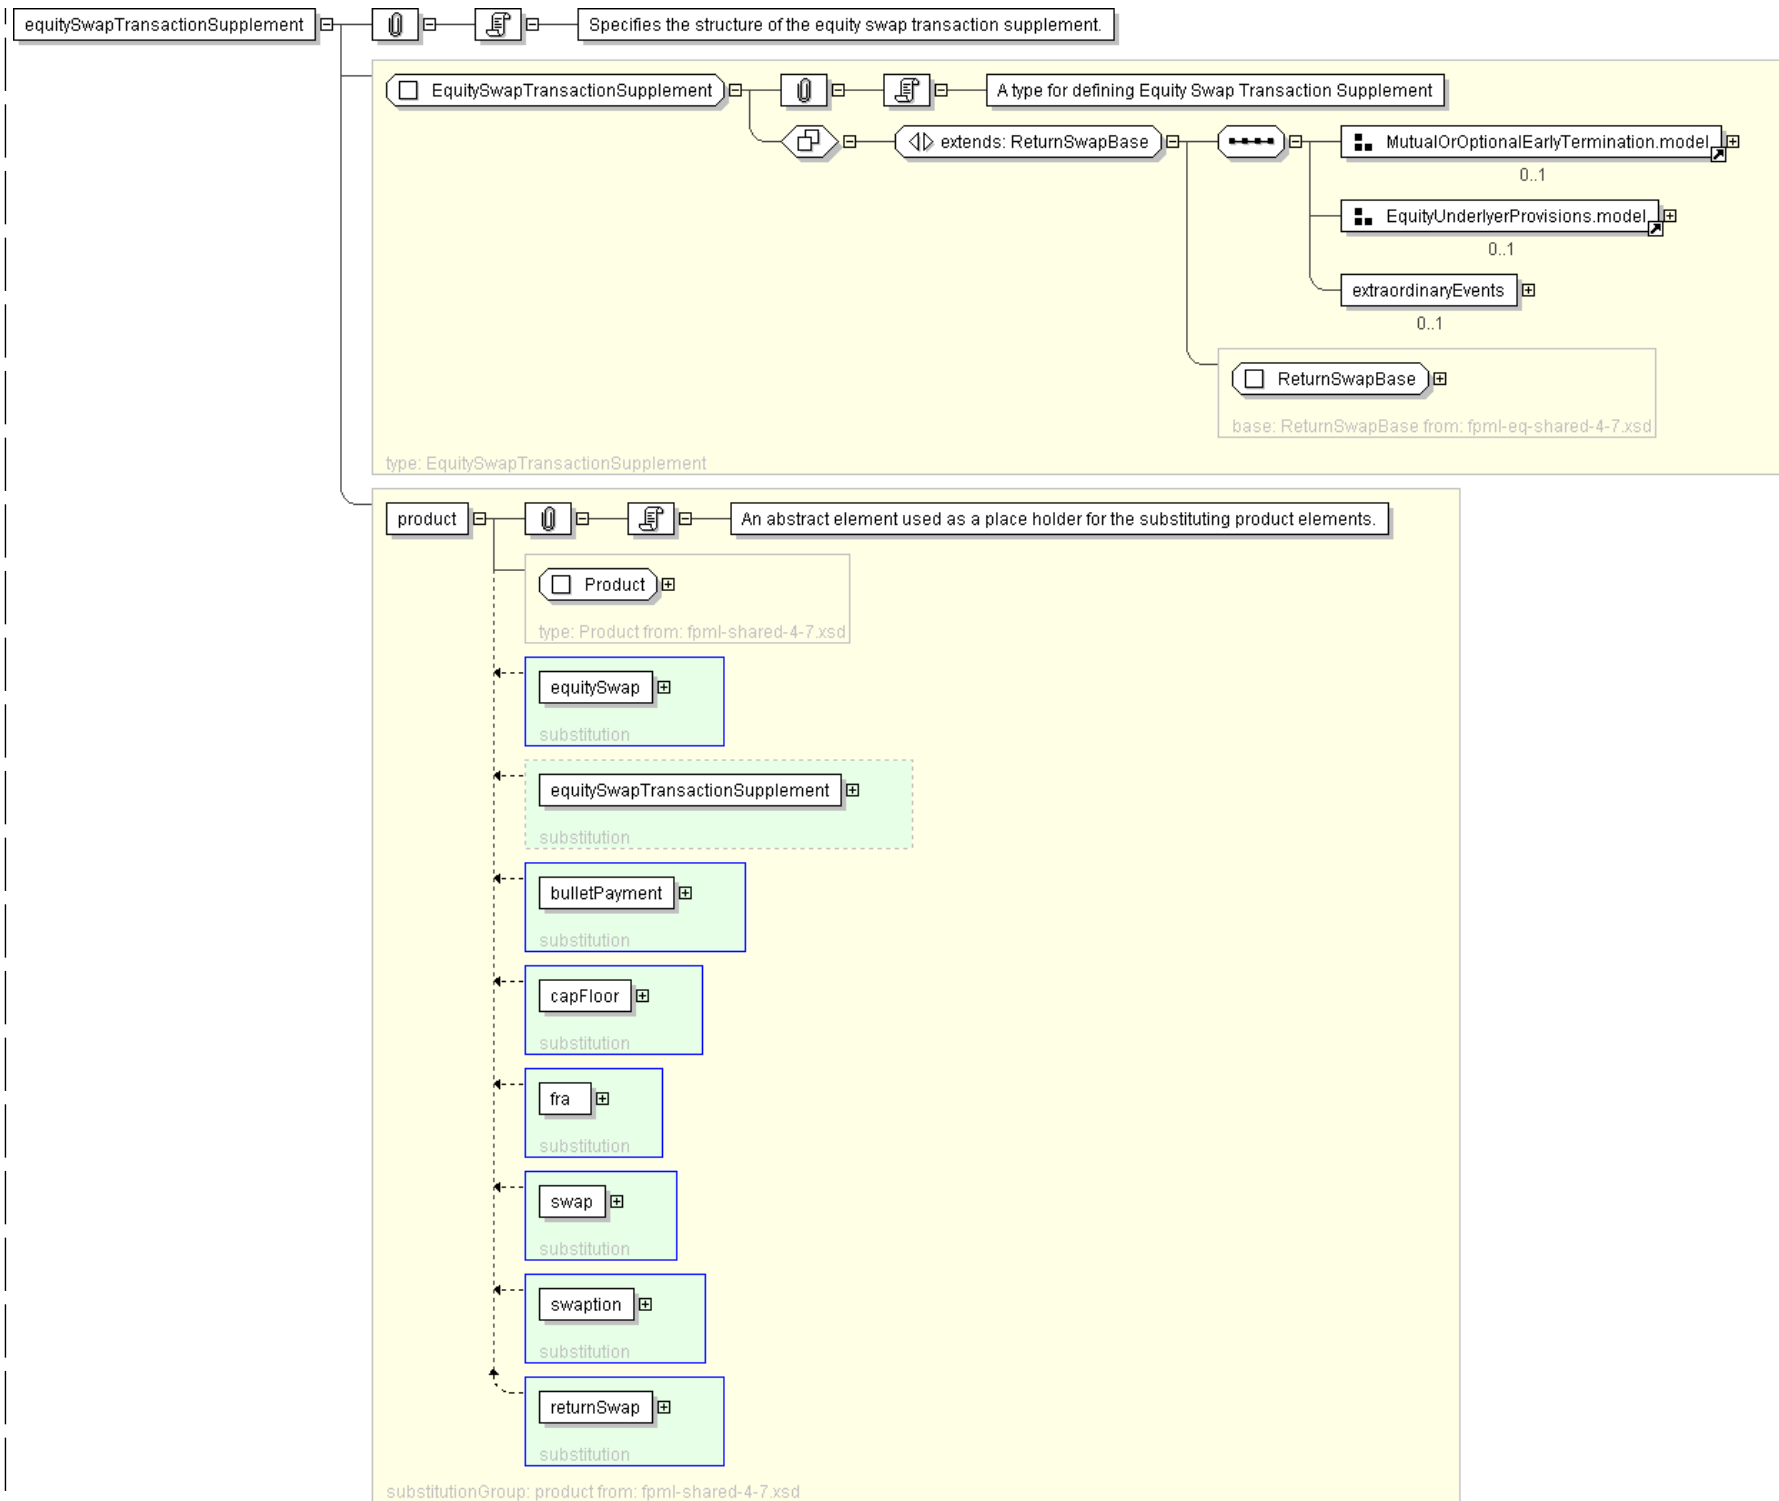 equitySwapTransactionSupplement
Specifies the structure of the equity swap transaction supplement.
EquitySwapTransactionSupplement
A type for defining Equity Swap Transaction Supplement
extends: ReturnSwapBase
MutualOrOptionalEarlyTermination.model
0..1
EquityUnderlyerProvisions.model
0..1
extraordinaryEvents
0..1
ReturnSwapBase
base: ReturnSwapBase from: fpml-eq-shared-4-7.xsd
type: EquitySwapTransactionSupplement
product
An abstract element used as a place holder for the substituting product elements.
Product
type: Product from: fpml-shared-4-7.xsd
equitySwap
substitution
equitySwapTransactionSupplement
substitution
bulletPayment
substitution
capFloor
substitution
fra
substitution
swap
substitution
swaption
substitution
returnSwap
substitution
substitutionGroup: product from: fpml-shared-4-7.xsd